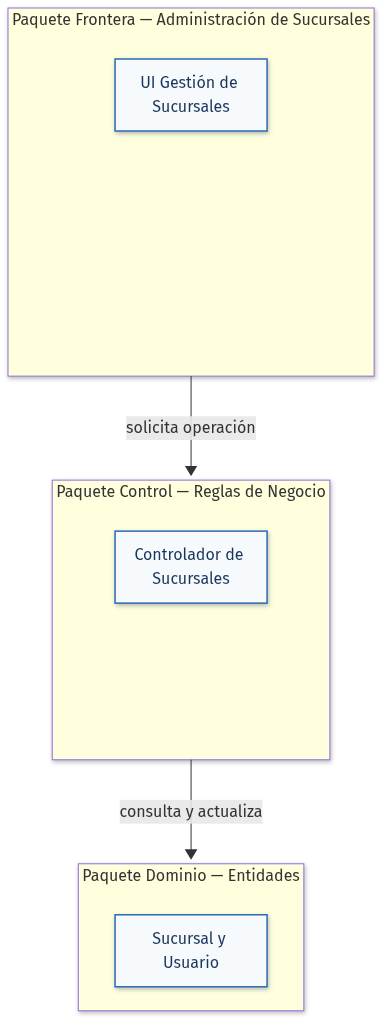 Paquete Frontera — Administración de Sucursales
UI Gestión de
Sucursales
solicita operación
Paquete Control — Reglas de Negocio
Controlador de
Sucursales
consulta y actualiza
Paquete Dominio — Entidades
Sucursal y
Usuario